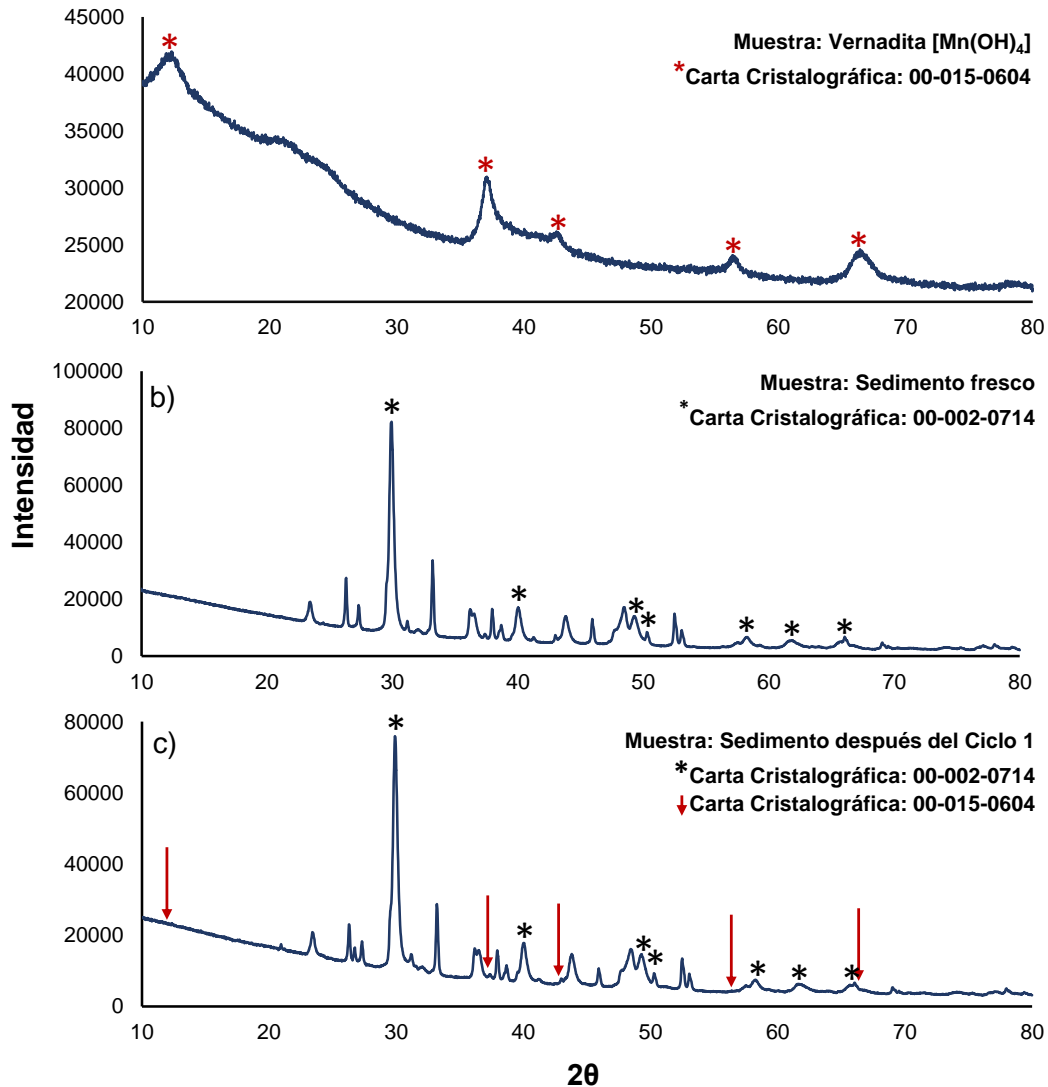 45000
40000
35000
30000
25000
20000
10 20 30 40 50 60 70 80
Muestra: Vernadita [Mn(OH)4]
*Carta Cristalográfica: 00-015-0604
Intensidad
100000
80000
60000
40000
20000
0
10 20 30 40 50 60 70 80
b)
Muestra: Sedimento fresco
*Carta Cristalográfica: 00-002-0714
80000
60000
40000
20000
0
10 20 30 40 50 60 70 80
c)
Muestra: Sedimento después del Ciclo 1
*Carta Cristalográfica: 00-002-0714
↓Carta Cristalográfica: 00-015-0604
2θ